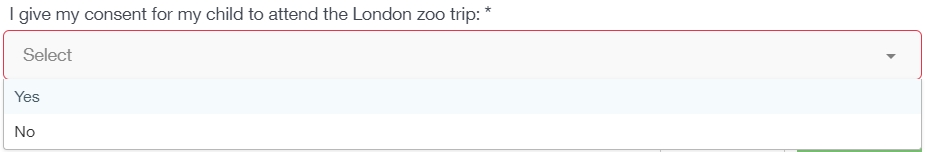 I give my consent for my child to attend the London zoo trip: *
Select
Yes
No